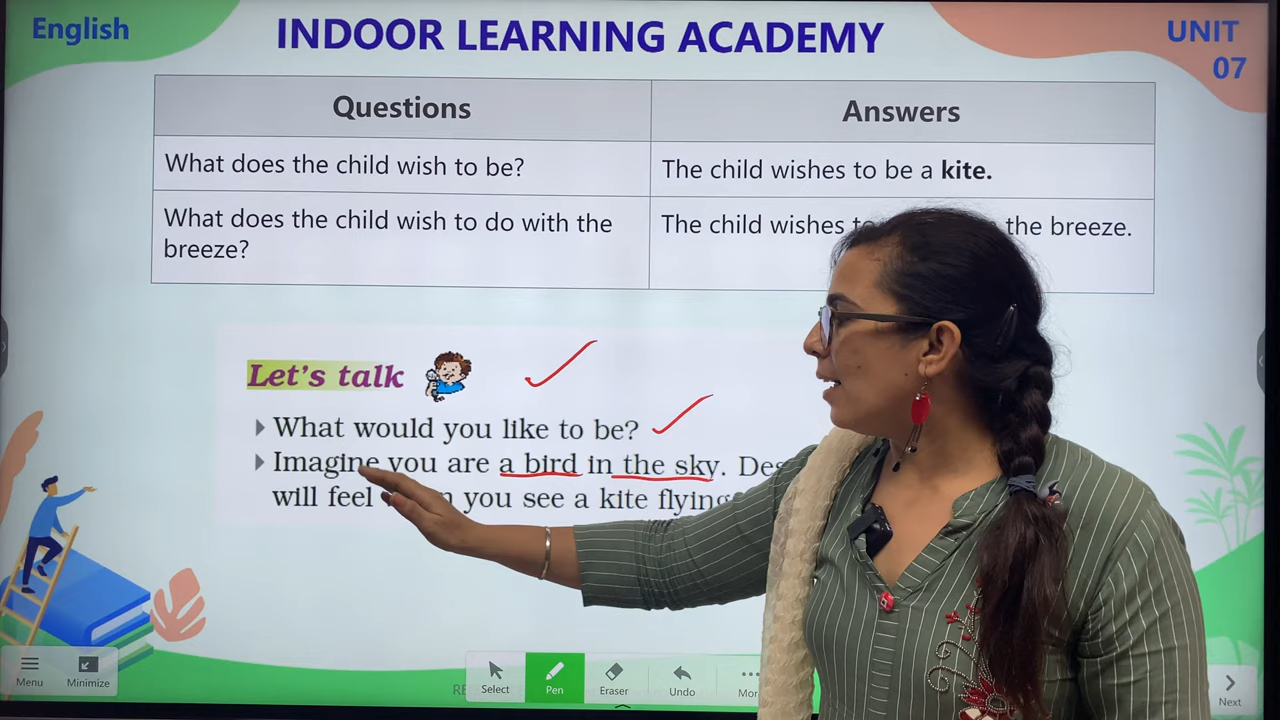 English
INDOOR LEARNING ACADEMY
UNIT
07
Questions
Answers
What does the child wish to be?
The child wishes to be a kite.
What does the child wish to do with the
breeze?
The child wishes the breeze.
Let's talk
What would you like to be?
Imagine you are a bird in the sky.
will feel you see a kite flying
Menu
Minimize
Select
Pen
Eraser
Undo
Next